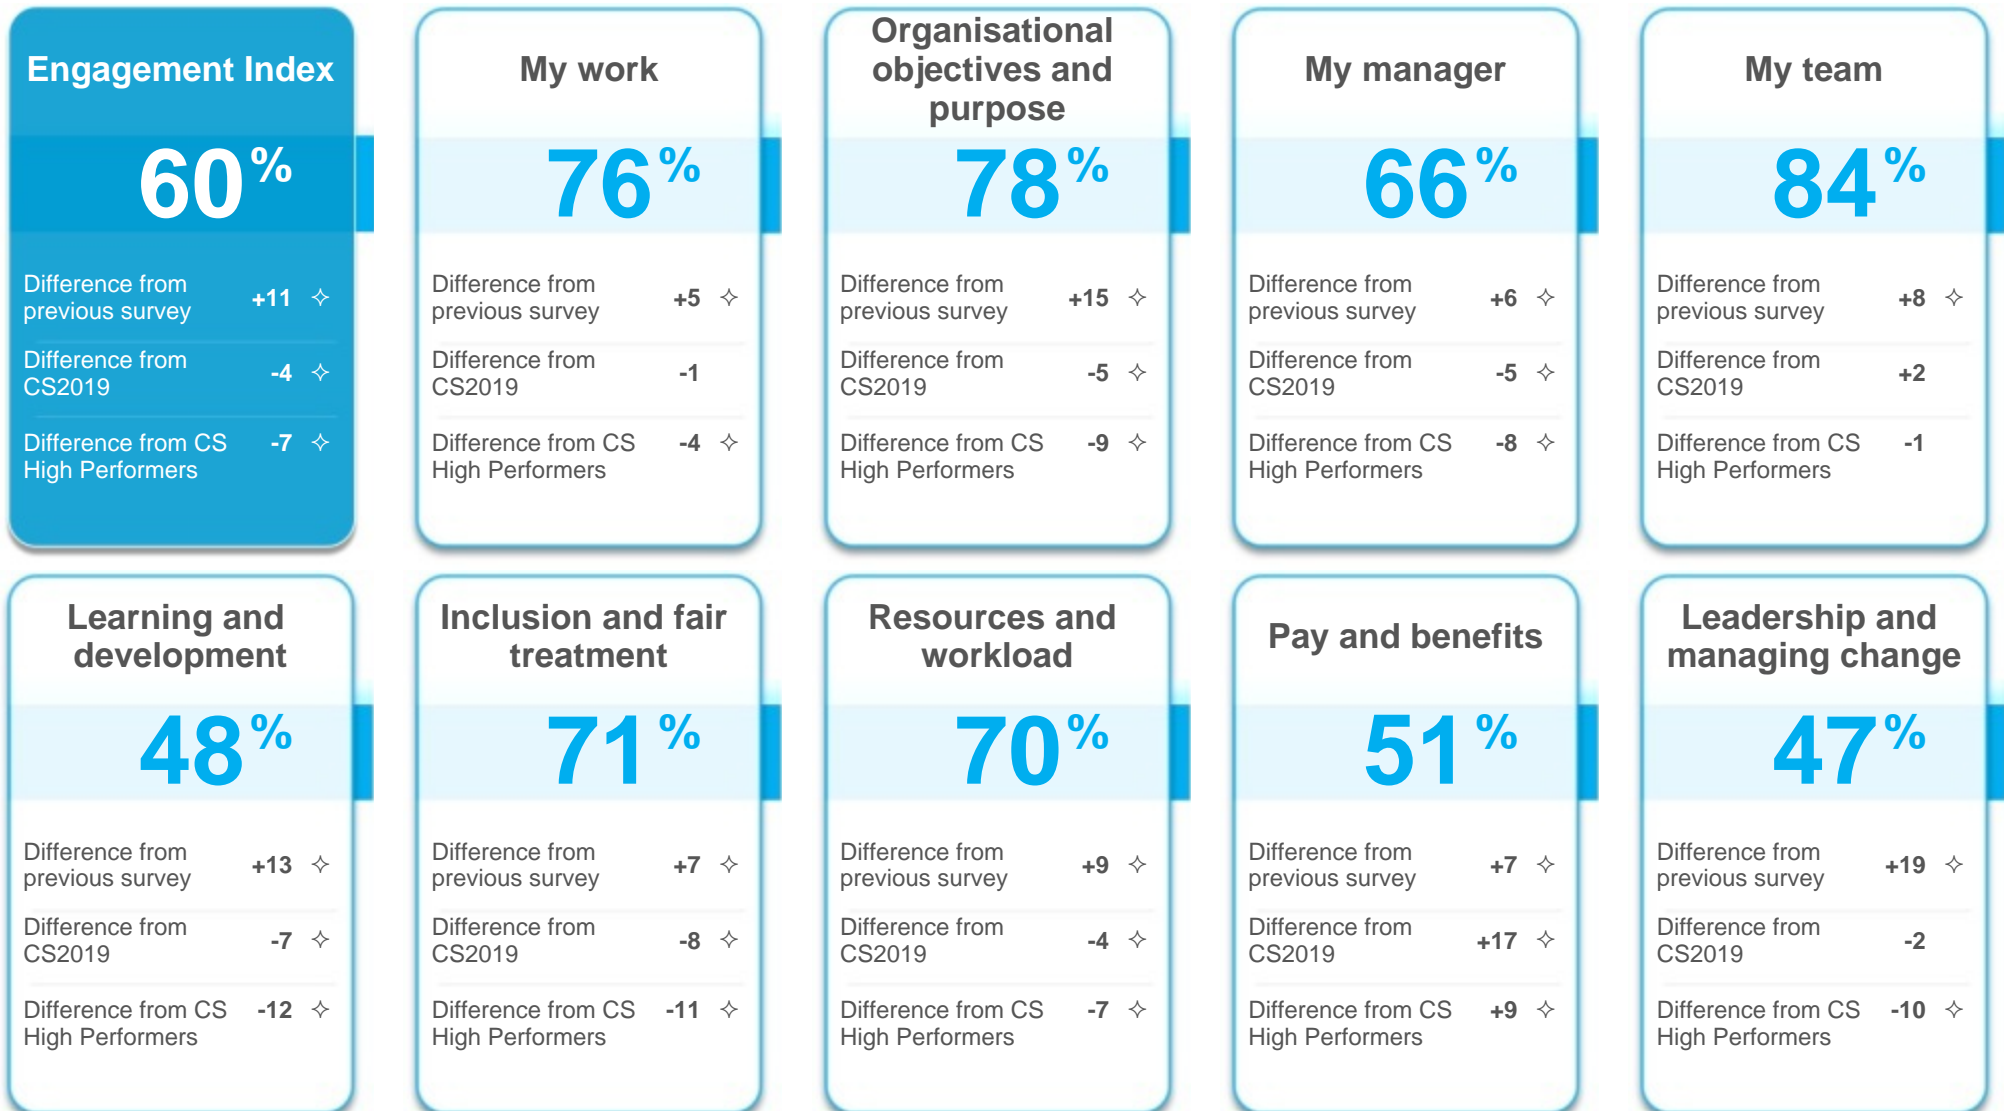 Engagement Index
60%
Difference from
previous survey
+11 ✧
Difference from
CS2019
-4 ✧
Difference from CS
High Performers
-7 ✧
My work
76%
Difference from
previous survey
+5 ✧
Difference from
CS2019
-1
Difference from CS
High Performers
-4 ✧
Organisational
objectives and
purpose
78%
Difference from
previous survey
+15 ✧
Difference from
CS2019
-5 ✧
Difference from CS
High Performers
-9 ✧
My manager
66%
Difference from
previous survey
+6 ✧
Difference from
CS2019
-5 ✧
Difference from CS
High Performers
-8 ✧
My team
84%
Difference from
previous survey
+8 ✧
Difference from
CS2019
+2
Difference from CS
High Performers
-1
Learning and
development
48%
Difference from
previous survey
+13 ✧
Difference from
CS2019
-7 ✧
Difference from CS
High Performers
-12 ✧
Inclusion and fair
treatment
71%
Difference from
previous survey
+7 ✧
Difference from
CS2019
-8 ✧
Difference from CS
High Performers
-11 ✧
Resources and
workload
70%
Difference from
previous survey
+9 ✧
Difference from
CS2019
-4 ✧
Difference from CS
High Performers
-7 ✧
Pay and benefits
51%
Difference from
previous survey
+7 ✧
Difference from
CS2019
+17 ✧
Difference from CS
High Performers
+9 ✧
Leadership and
managing change
47%
Difference from
previous survey
+19 ✧
Difference from
CS2019
-2
Difference from CS
High Performers
-10 ✧